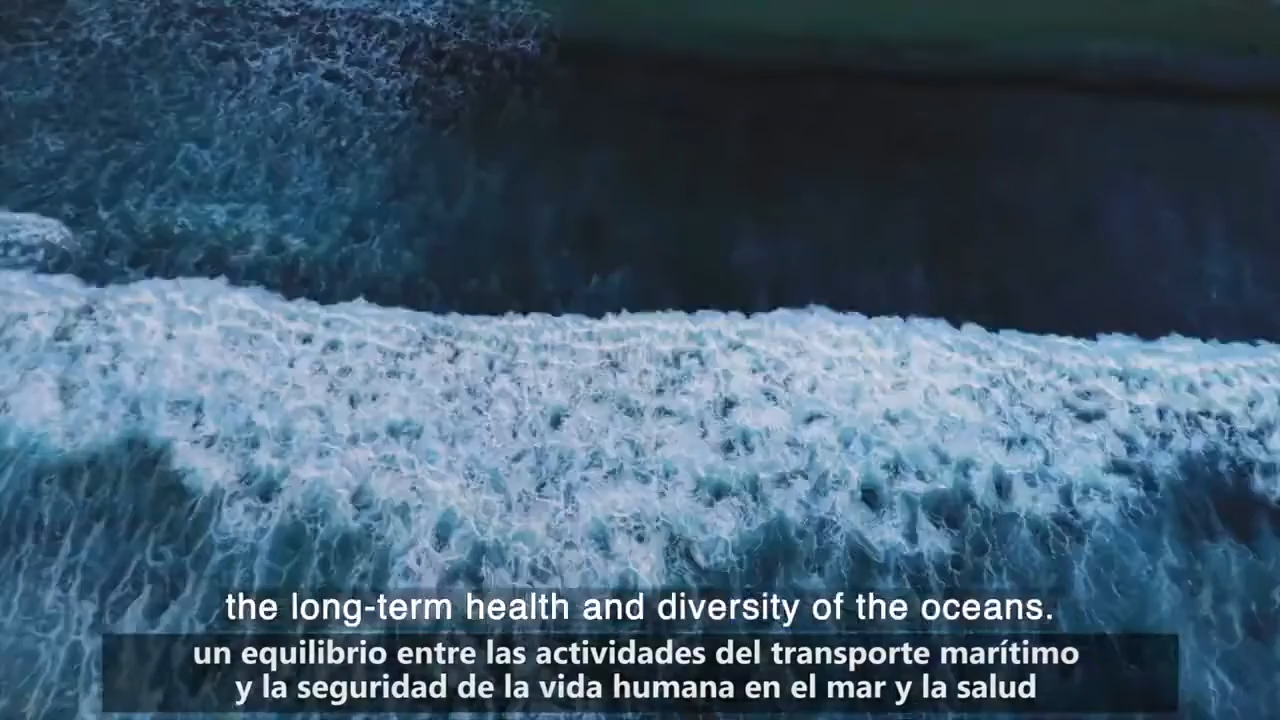 the long-term health and diversity of the oceans.
un equilibrio entre las actividades del transporte marítimo
y la seguridad de la vida humana en el mar y la salud